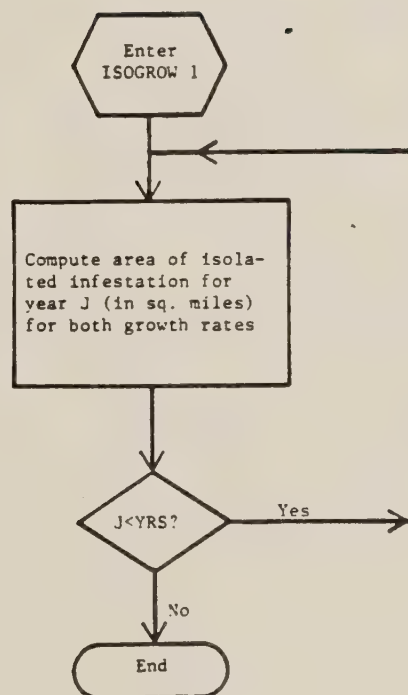 Enter
ISOGROW 1
Compute area of isola-
ted infestation for
year J (in sq. miles)
for both growth rates
J<YRS?
Yes
No
End